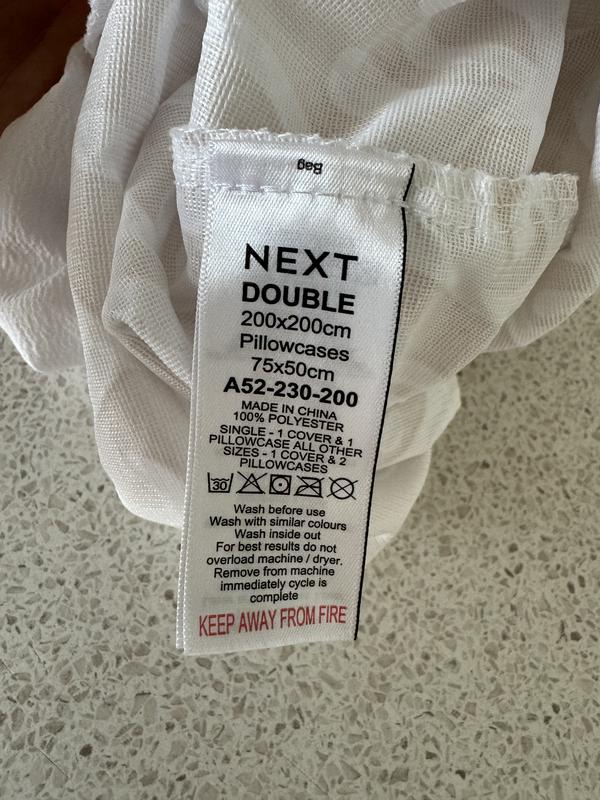 Bag
NEXT
DOUBLE
200x200cm
Pillowcases
75x50cm
A52-230-200
MADE IN CHINA
100% POLYESTER
SINGLE - 1 COVER & 1
PILLOWCASE ALL OTHER
SIZES - 1 COVER & 2
PILLOWCASES
30
Wash before use
Wash with similar colours
Wash inside out
For best results do not
overload machine / dryer.
Remove from machine
immediately cycle is
complete
KEEP AWAY FROM FIRE